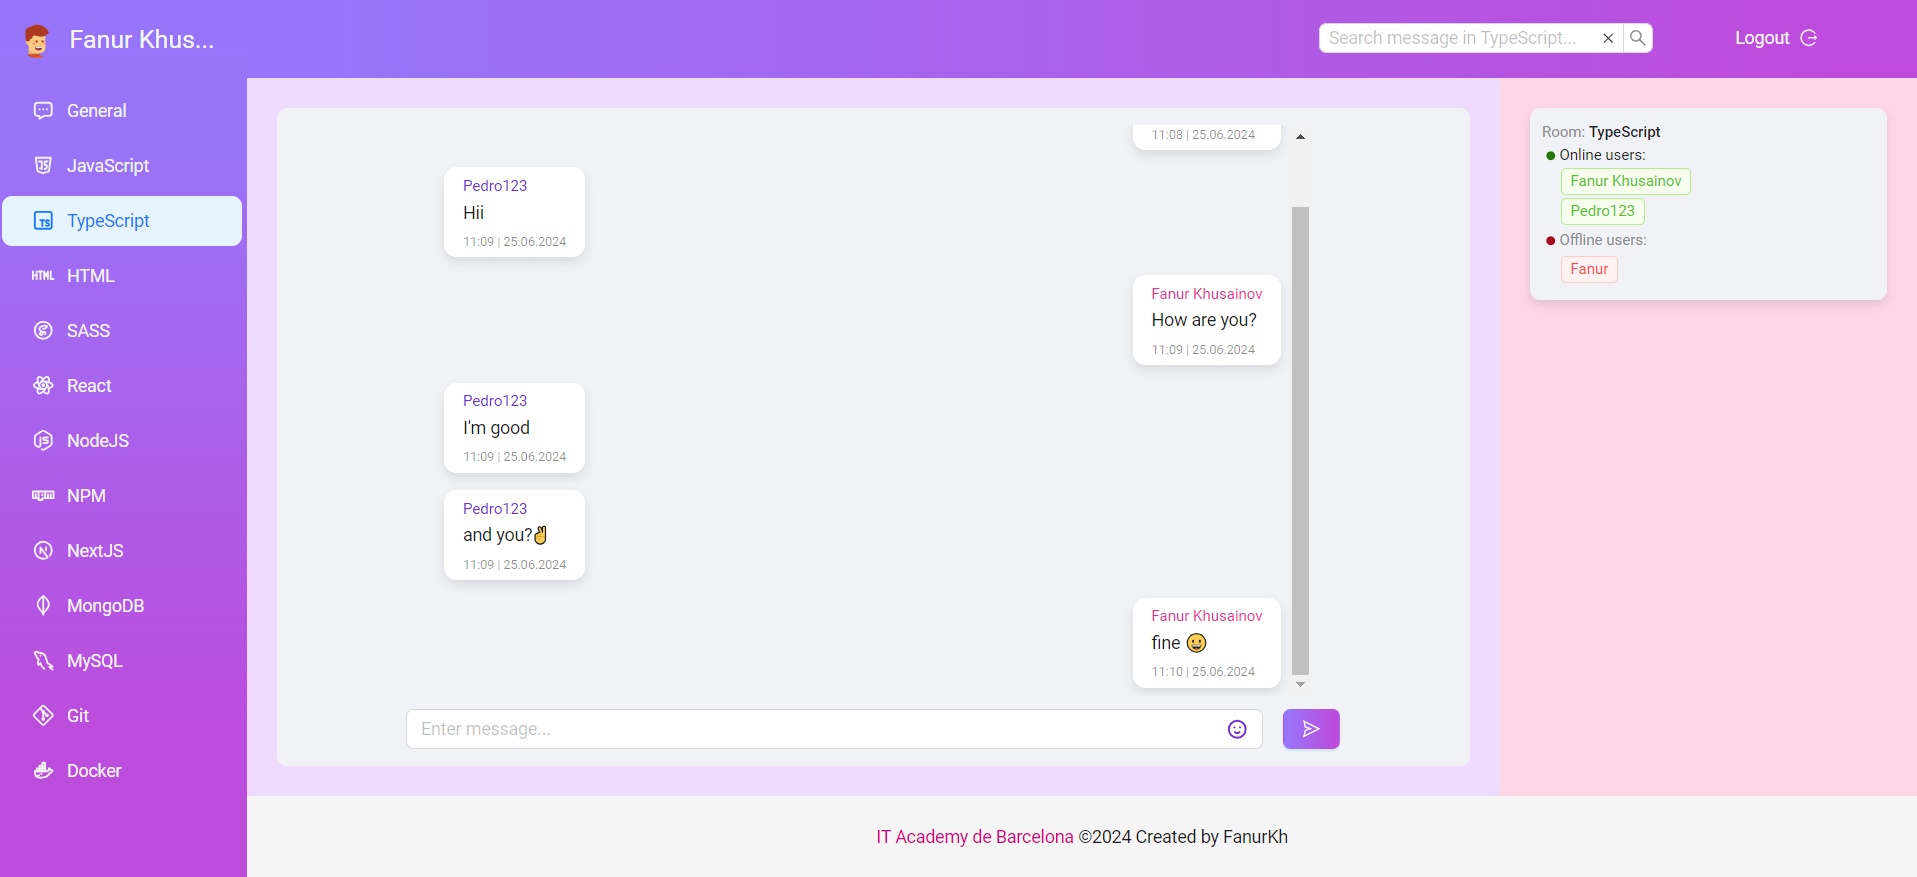 Fanur Khus...
Search message in TypeScript...
Logout
General
JavaScript
TypeScript
HTML
SASS
React
NodeJS
NPM
NextJS
MongoDB
MySQL
Git
Docker
11:08 | 25.06.2024
Pedro123
Hii
11:09 | 25.06.2024
Fanur Khusainov
How are you?
11:09 | 25.06.2024
Pedro123
I'm good
11:09 | 25.06.2024
Pedro123
and you?✌
11:09 | 25.06.2024
Fanur Khusainov
fine 😀
11:10 | 25.06.2024
Enter message...
Room: TypeScript
Online users:
Fanur Khusainov
Pedro123
Offline users:
Fanur
IT Academy de Barcelona ©2024 Created by FanurKh